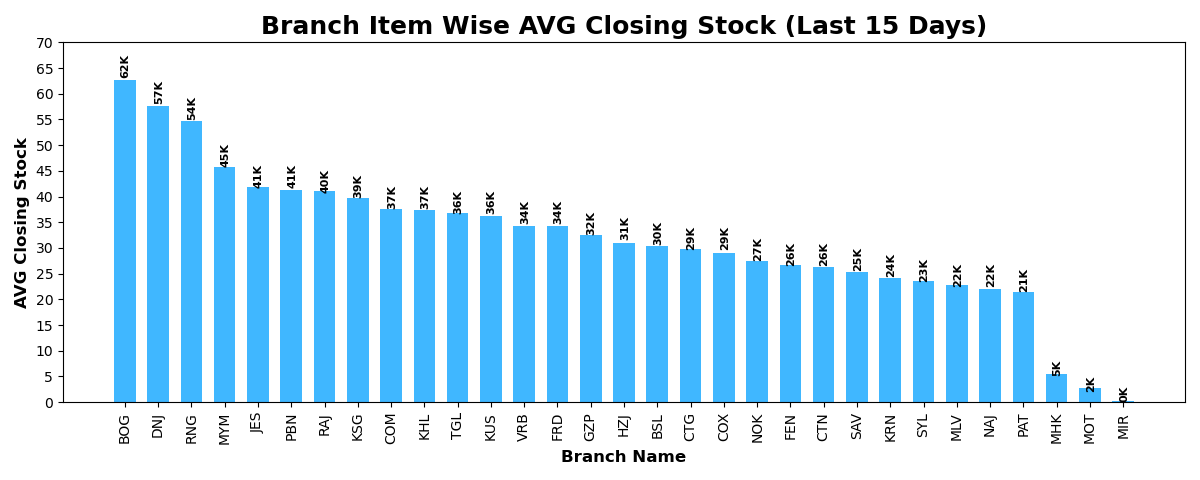 Branch Item Wise AVG Closing Stock (Last 15 Days)
AVG Closing Stock
70
65
60
55
50
45
40
35
30
25
20
15
10
5
0
62K
57K
54K
45K
41K
41K
40K
39K
37K
37K
36K
36K
34K
34K
32K
31K
30K
29K
29K
27K
26K
26K
25K
24K
23K
22K
22K
21K
5K
2K
0K
BOG
DNJ
RNG
MYM
JES
PBN
RAJ
KSG
COM
KHL
TGL
KUS
VRB
FRD
GZP
HZJ
BSL
CTG
COX
NOK
FEN
CTN
SAV
KRN
SYL
MLV
NAJ
PAT
MHK
MOT
MIR
Branch Name